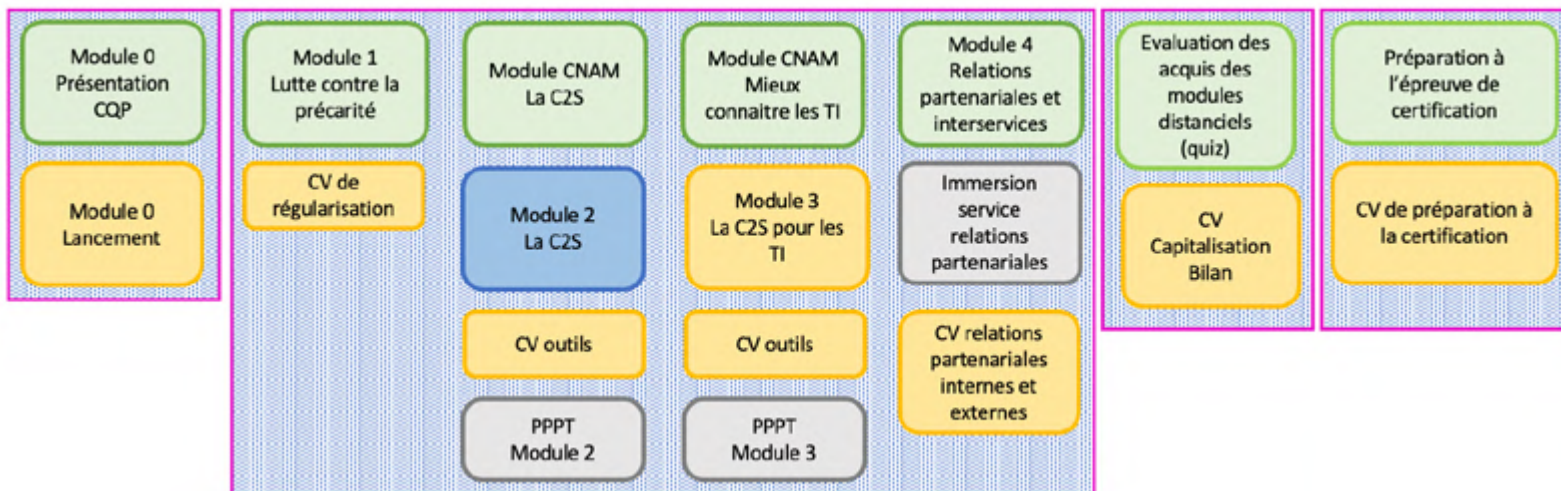 Module 0
Présentation
CQP
Module 0
Lancement
Module 1
Lutte contre la
précarité
CV de
régularisation
Module CNAM
La C2S
Module 2
La C2S
CV outils
PPPT
Module 2
Module CNAM
Mieux
connaitre les TI
Module 3
La C2S pour les
TI
CV outils
PPPT
Module 3
Module 4
Relations
partenariales et
interservices
Immersion
service
relations
partenariales
CV relations
partenariales
internes et
externes
Evaluation des
acquis des
modules
distanciels
(quiz)
CV
Capitalisation
Bilan
Préparation à
l'épreuve de
certification
CV de préparation à
la certification